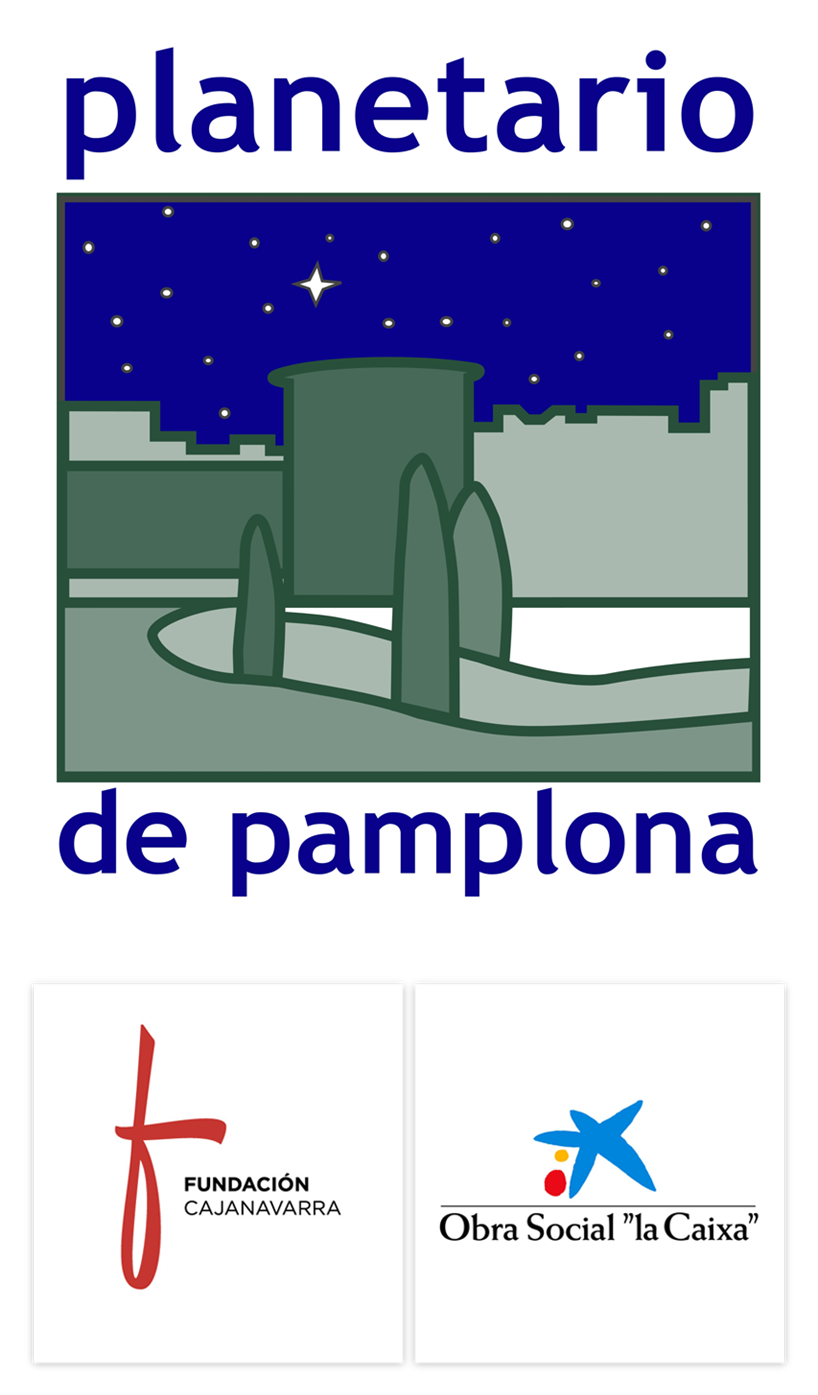 planetario
de pamplona
FUNDACIÓN
CAJANAVARRA
Obra Social ”la Caixa”